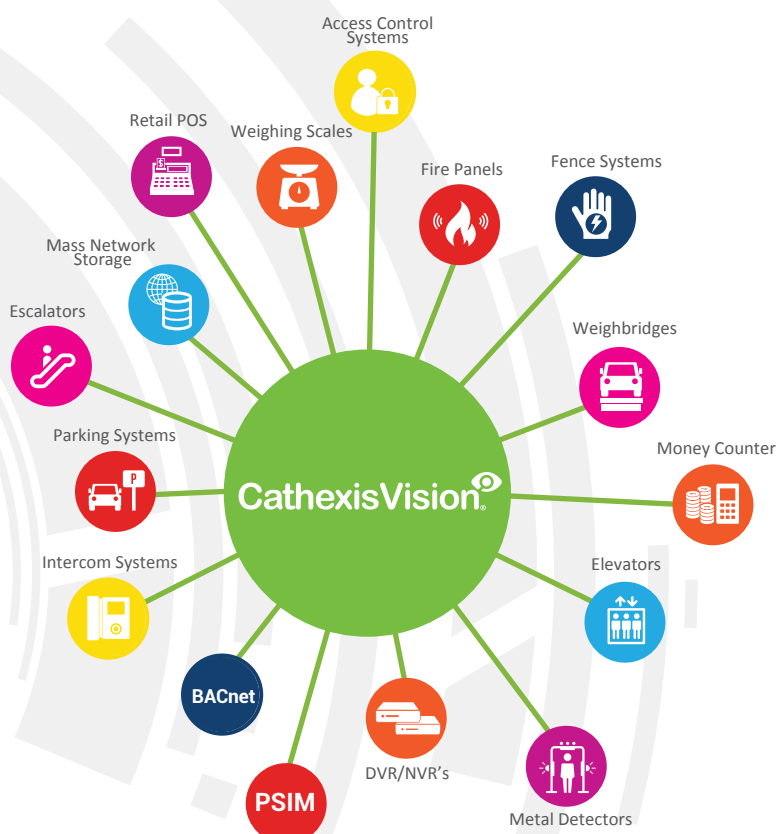 Access Control
Systems
Retail POS
Weighing Scales
Fire Panels
Fence Systems
Mass Network
Storage
Escalators
Weighbridges
Parking Systems
P
Money Counter
CathexisVision®
Intercom Systems
Elevators
BACnet
DVR/NVR's
PSIM
Metal Detectors